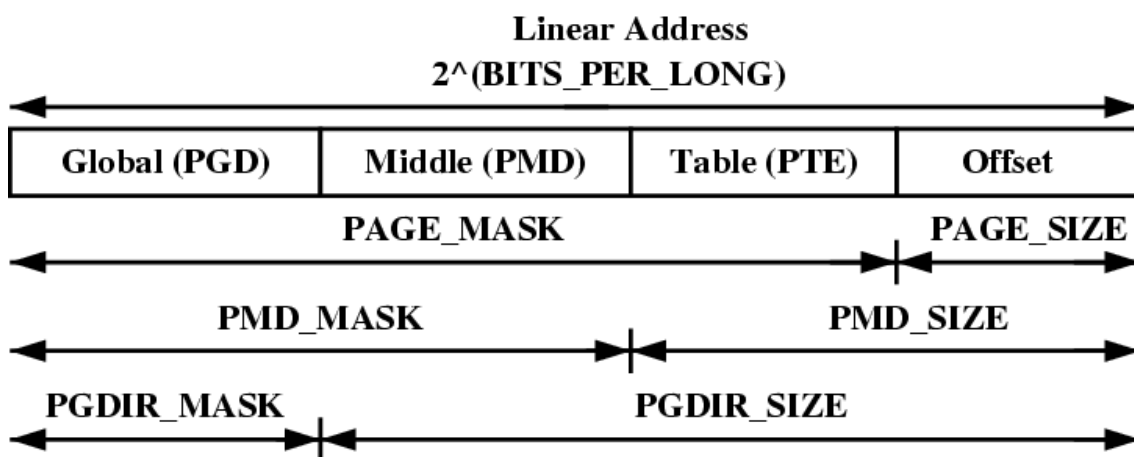 Linear Address
2^(BITS_PER_LONG)
Global (PGD) Middle (PMD) Table (PTE) Offset
PAGE_MASK PAGE_SIZE
PMD_MASK PMD_SIZE
PGDIR_MASK PGDIR_SIZE